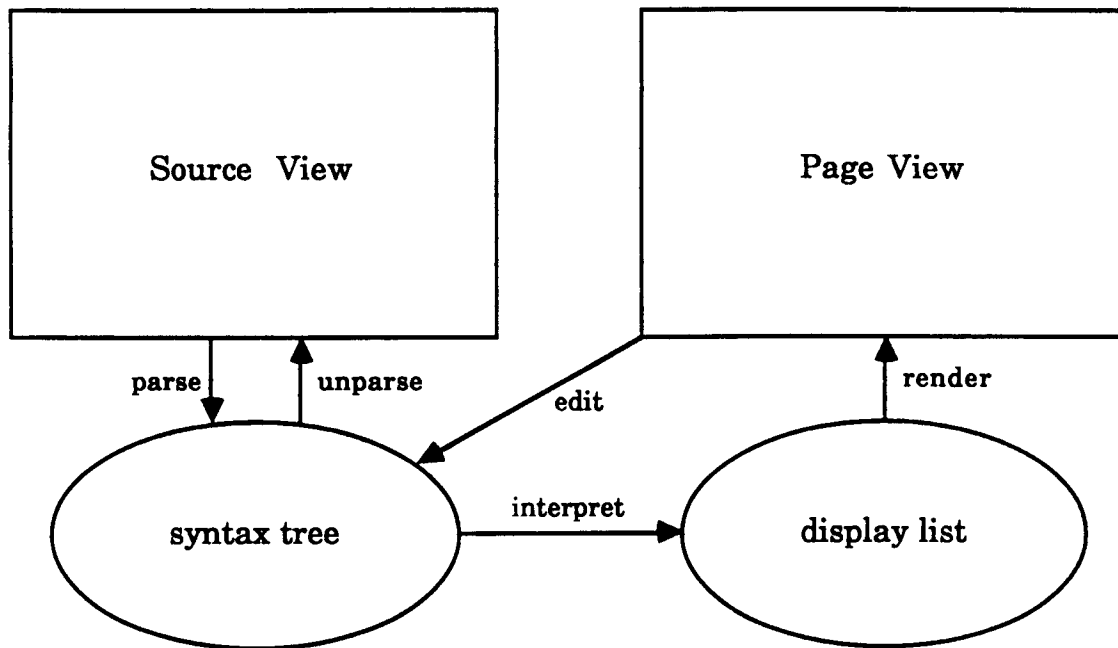 Source View
Page View
parse
unparse
edit
render
syntax tree
interpret
display list